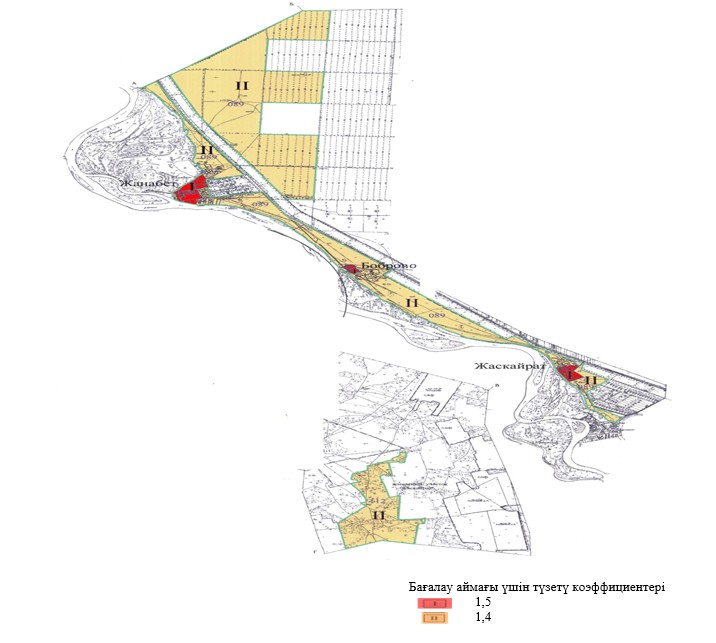 II
089
II
089
Жанабет
I
089
Боброво
I
II
089
Жаскайрат
I
II
II
Бағалау аймағы үшін түзету коэффициентері
I 1,5
II 1,4